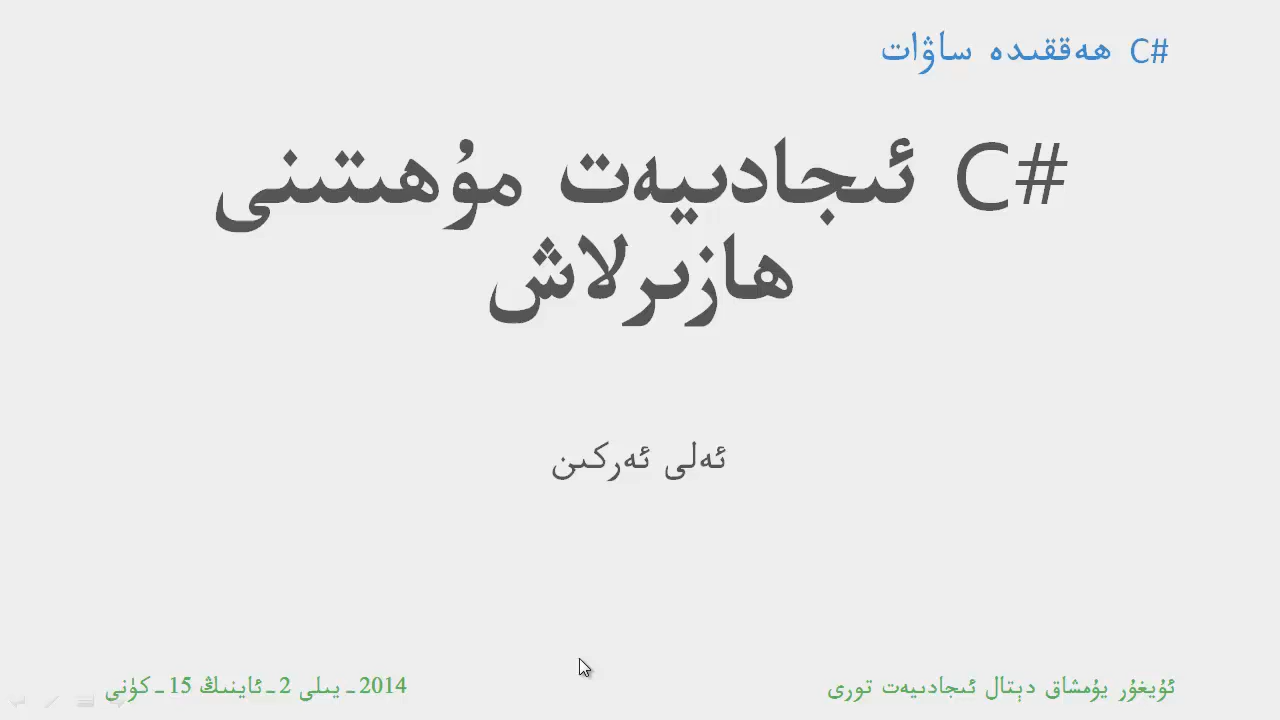 C# ھەققىدە ساۋات
C# ئىجادىيەت مۇھىتىنى
ھازىرلاش
ئەلى ئەركىن
ئۇيغۇر يۇمشاق دېتال ئىجادىيەت تورى
2014-يىلى 2-ئاينىڭ 15-كۈنى